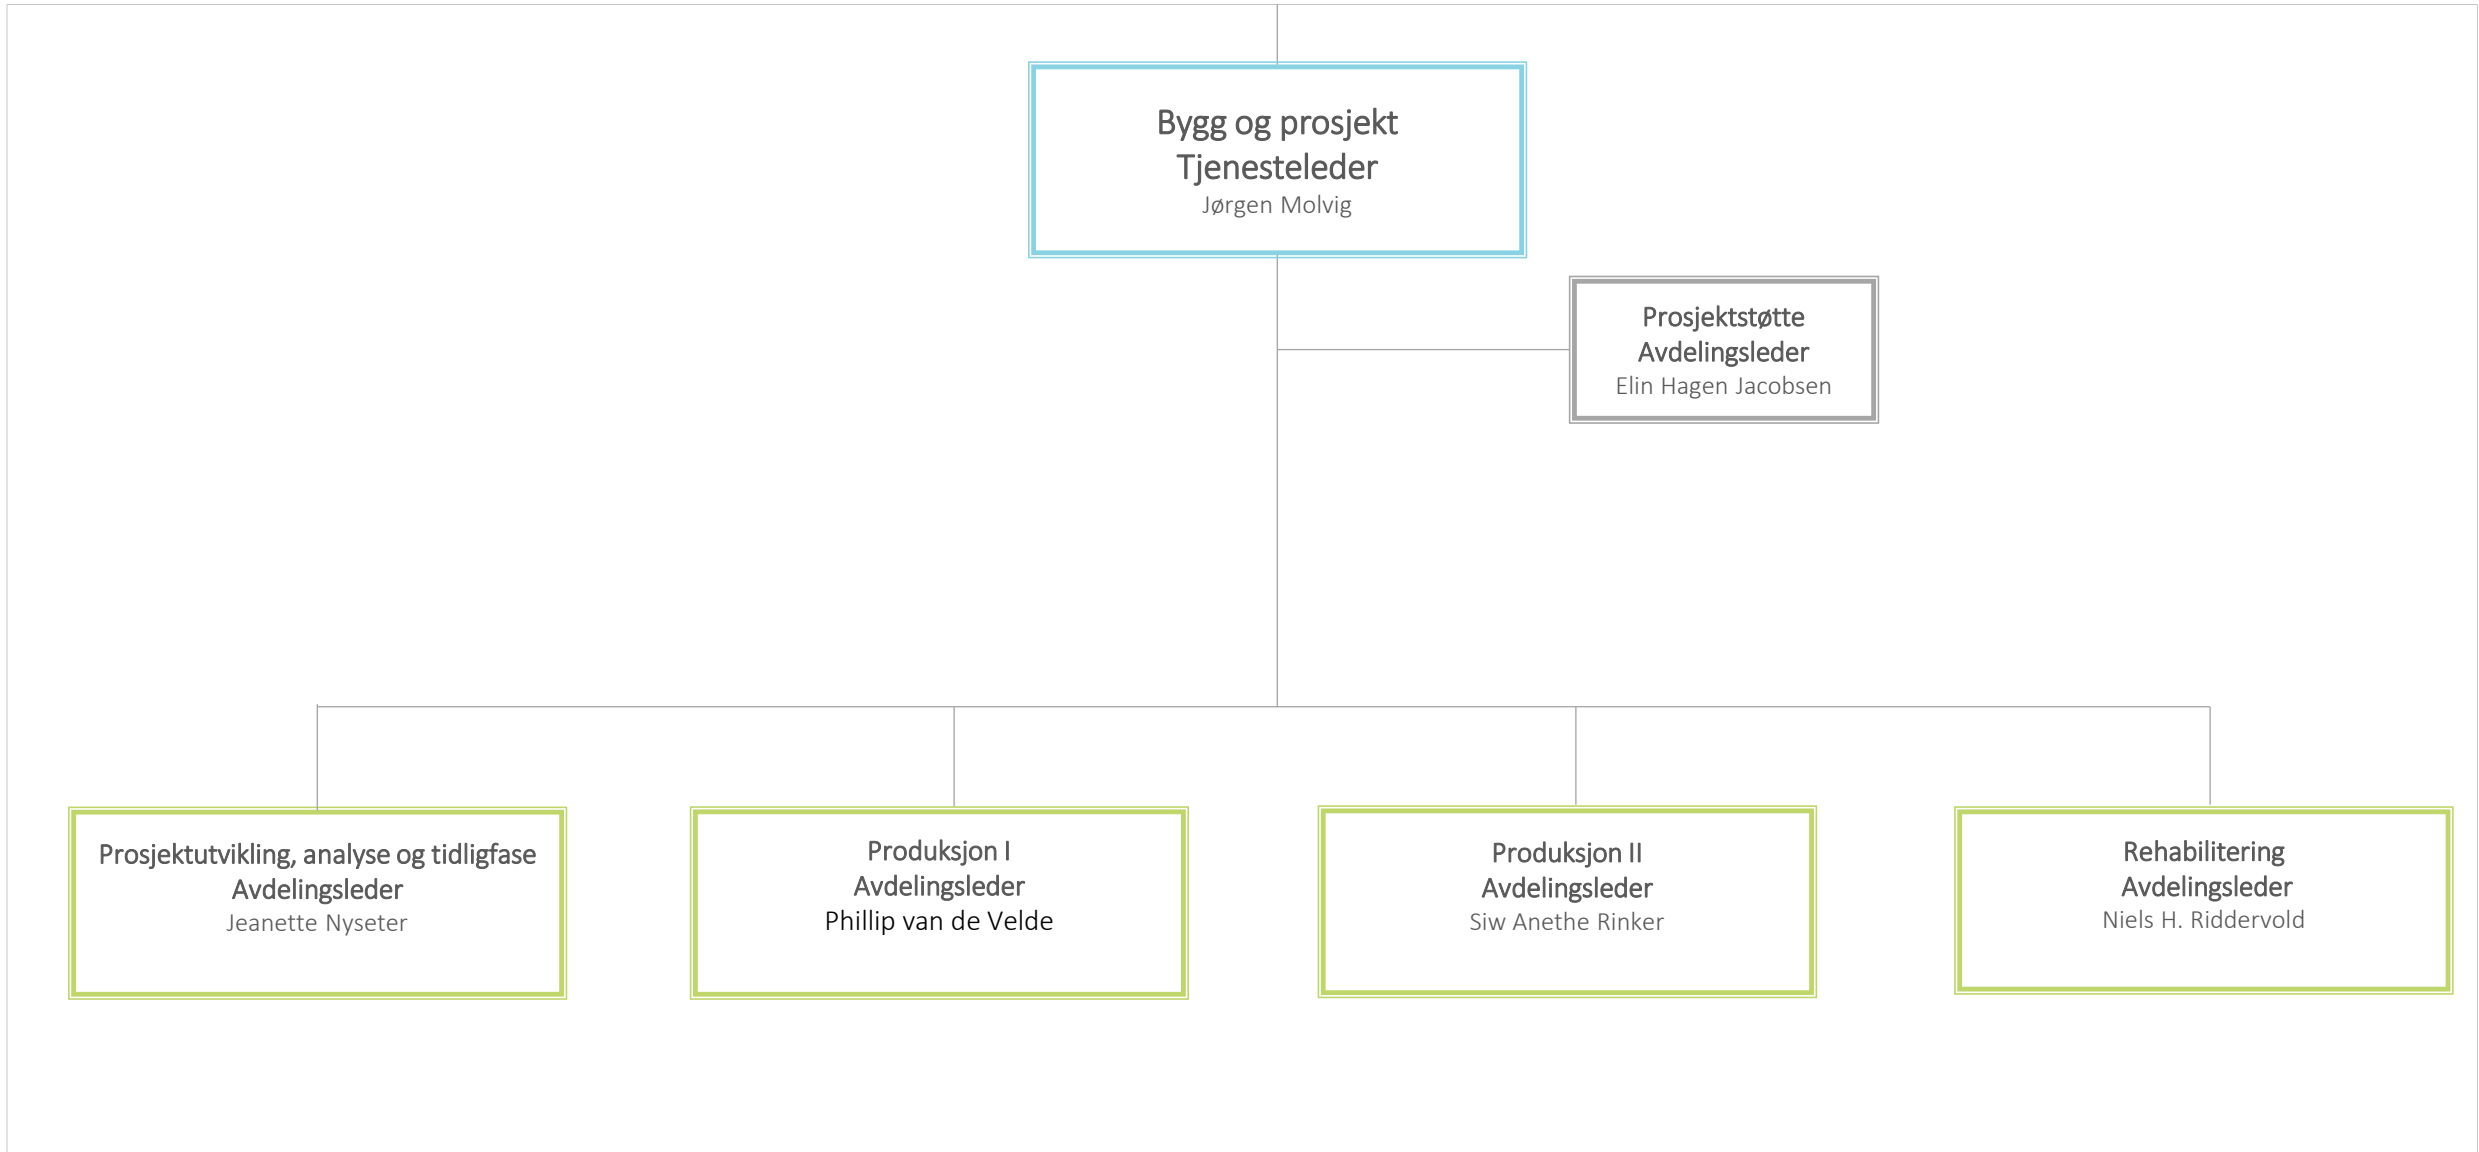 Bygg og prosjekt
Tjenesteleder
Jørgen Molvig
Prosjektstøtte
Avdelingsleder
Elin Hagen Jacobsen
Prosjektutvikling, analyse og tidligfase
Avdelingsleder
Jeanette Nyseter
Produksjon I
Avdelingsleder
Phillip van de Velde
Produksjon II
Avdelingsleder
Siw Anethe Rinker
Rehabilitering
Avdelingsleder
Niels H. Riddervold